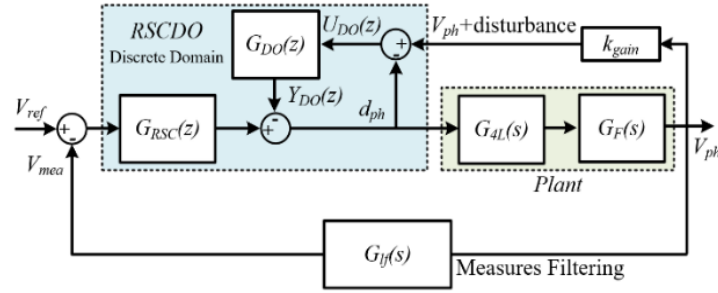 RSCDO
Discrete Domain
G_DO(z)
U_DO(z)
+
-
V_ph+disturbance
k_gain
V_ref
+
-
V_mea
G_RSC(z)
Y_DO(z)
+
-
d_ph
G_4L(s)
G_F(s)
V_ph
Plant
G_lf(s)
Measures Filtering